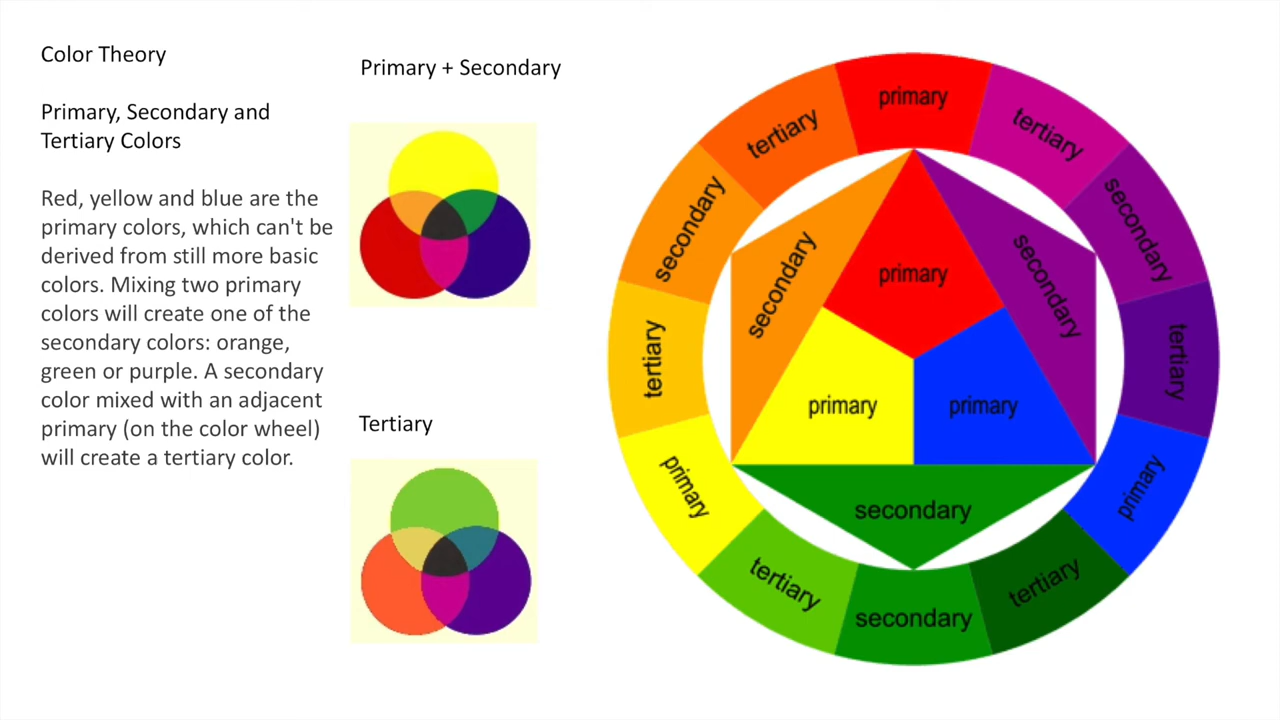 Color Theory
Primary, Secondary and
Tertiary Colors
Red, yellow and blue are the
primary colors, which can't be
derived from still more basic
colors. Mixing two primary
colors will create one of the
secondary colors: orange,
green or purple. A secondary
color mixed with an adjacent
primary (on the color wheel)
will create a tertiary color.
Primary + Secondary
Tertiary
primary
tertiary
secondary
tertiary
primary
tertiary
secondary
tertiary
primary
tertiary
secondary
tertiary
secondary
primary
secondary
primary
primary
secondary